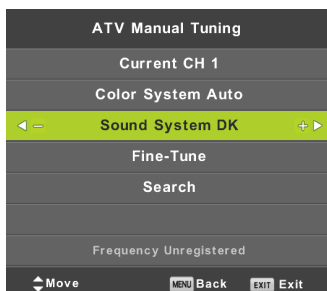 ATV Manual Tuning
Current CH 1
Color System Auto
Sound System DK
Fine-Tune
Search
Frequency Unregistered
Move MENU Back EXIT Exit